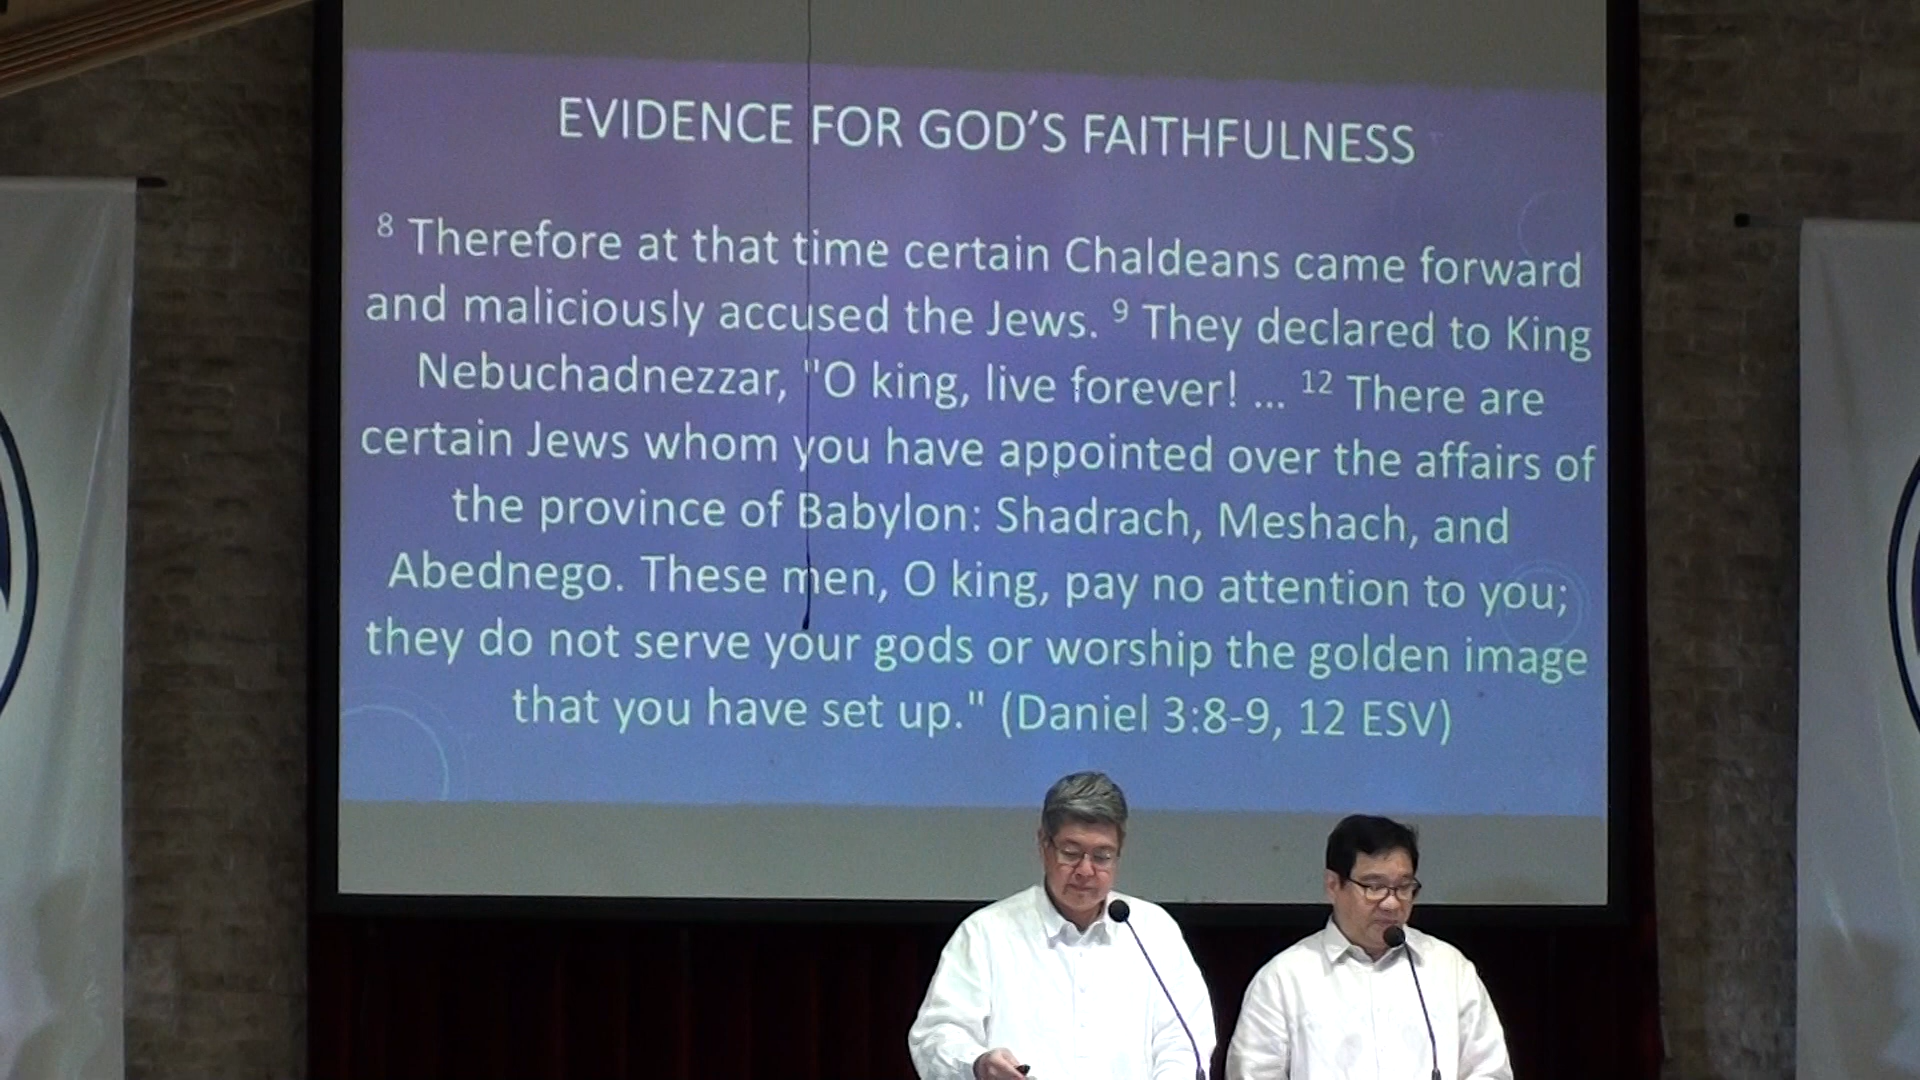 EVIDENCE FOR GOD'S FAITHFULNESS
8 Therefore at that time certain Chaldeans came forward
and maliciously accused the Jews. 9 They declared to King
Nebuchadnezzar, "O king, live forever! ... 12 There are
certain Jews whom you have appointed over the affairs of
the province of Babylon: Shadrach, Meshach, and
Abednego. These men, O king, pay no attention to you;
they do not serve your gods or worship the golden image
that you have set up." (Daniel 3:8-9, 12 ESV)